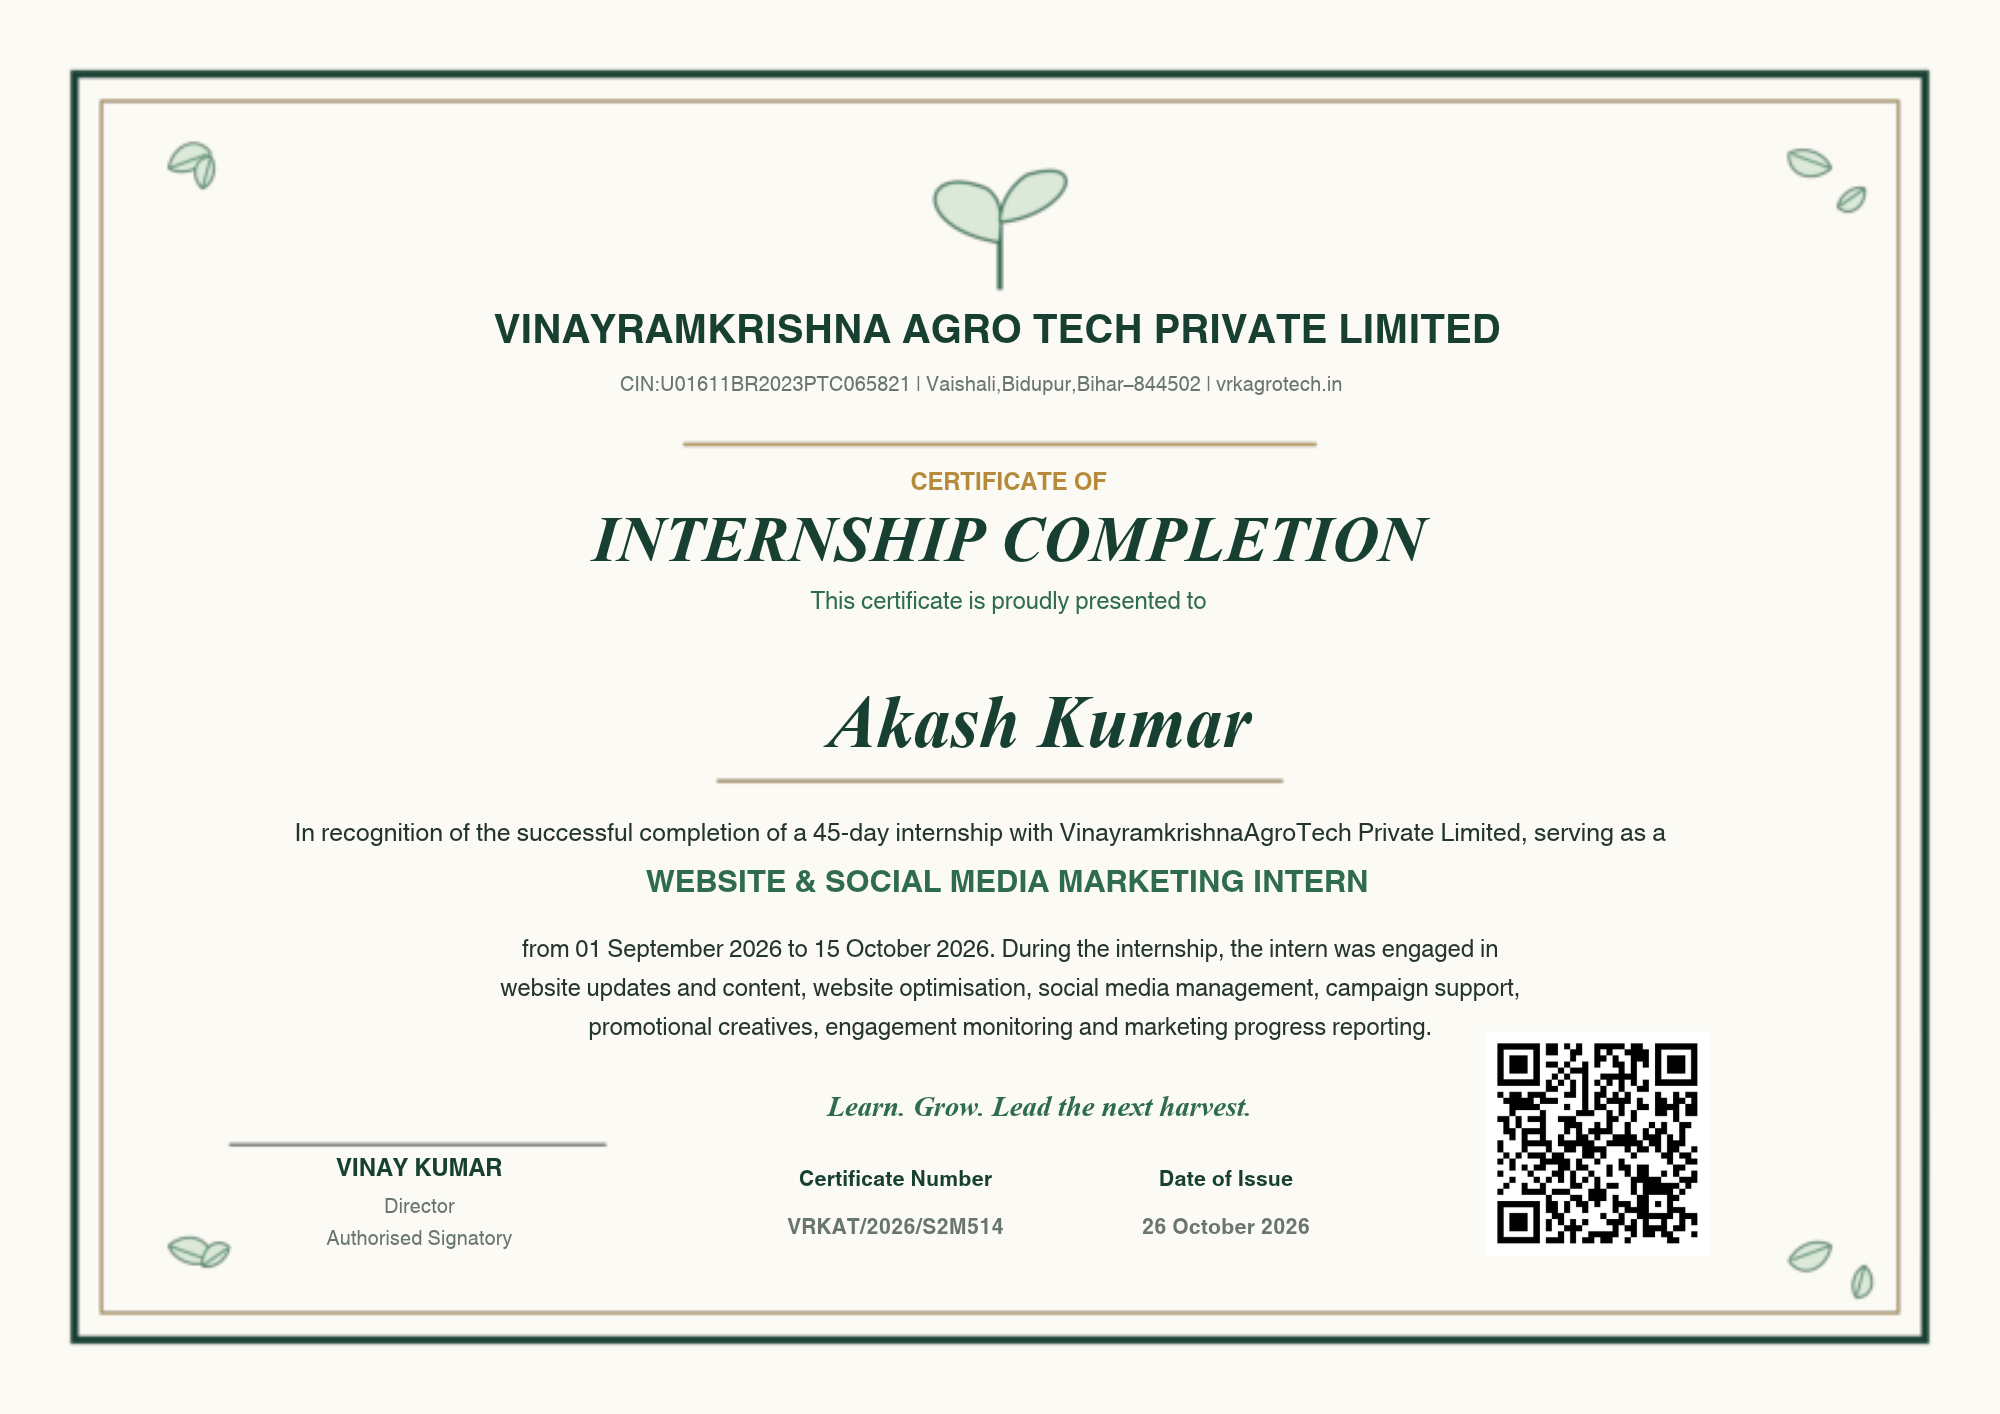 VINAYRAMKRISHNA AGRO TECH PRIVATE LIMITED
CIN:U01611BR2023PTC065821 | Vaishali,Bidupur,Bihar–844502 | vrkagrotech.in
CERTIFICATE OF
INTERNSHIP COMPLETION
This certificate is proudly presented to
Akash Kumar
In recognition of the successful completion of a 45-day internship with VinayramkrishnaAgroTech Private Limited, serving as a
WEBSITE & SOCIAL MEDIA MARKETING INTERN
from 01 September 2026 to 15 October 2026. During the internship, the intern was engaged in
website updates and content, website optimisation, social media management, campaign support,
promotional creatives, engagement monitoring and marketing progress reporting.
Learn. Grow. Lead the next harvest.
VINAY KUMAR
Director
Authorised Signatory
Certificate Number
VRKAT/2026/S2M514
Date of Issue
26 October 2026